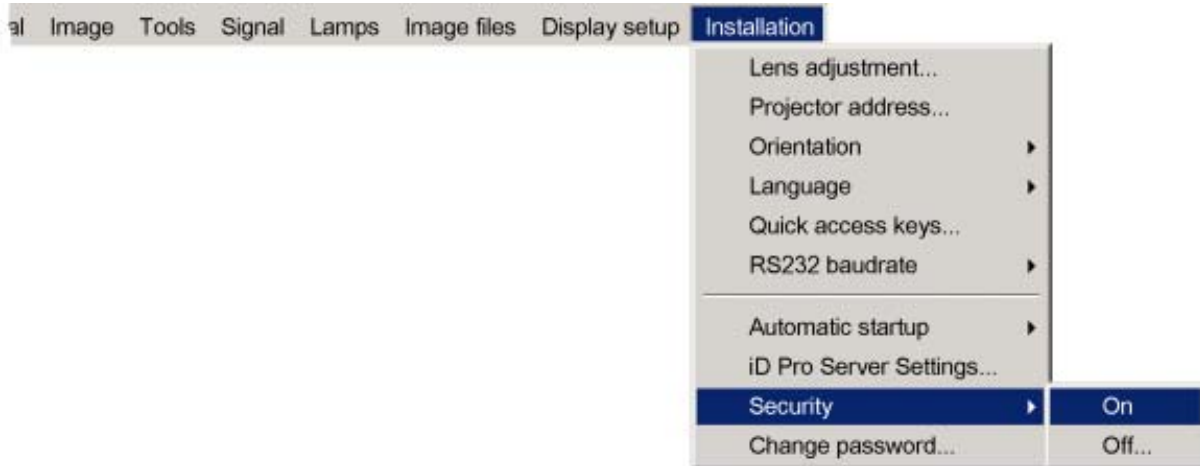 al Image Tools Signal Lamps Image files Display setup Installation
Lens adjustment...
Projector address...
Orientation
Language
Quick access keys...
RS232 baudrate
Automatic startup
iD Pro Server Settings...
Security On
Change password... Off...